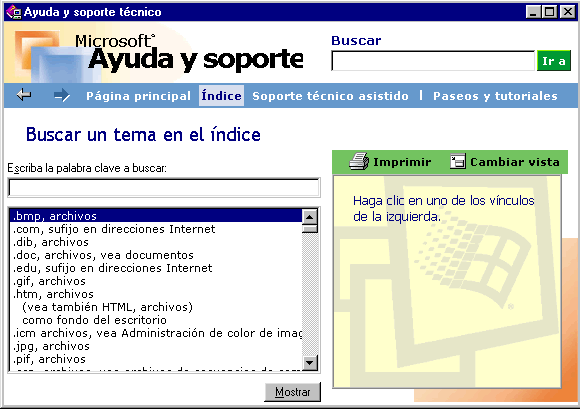 Ayuda y soporte técnico
Microsoft®
Ayuda y soporte
Buscar
Ir a
Página principal Índice Soporte técnico asistido | Paseos y tutoriales
Buscar un tema en el índice
Escriba la palabra clave a buscar:
.bmp, archivos
.com, sufijo en direcciones Internet
.dib, archivos
.doc, archivos, vea documentos
.edu, sufijo en direcciones Internet
.gif, archivos
.htm, archivos
(vea también HTML, archivos)
como fondo del escritorio
.icm archivos, vea Administración de color de imag
.jpg, archivos
.pif, archivos
Mostrar
Imprimir Cambiar vista
Haga clic en uno de los vínculos
de la izquierda.